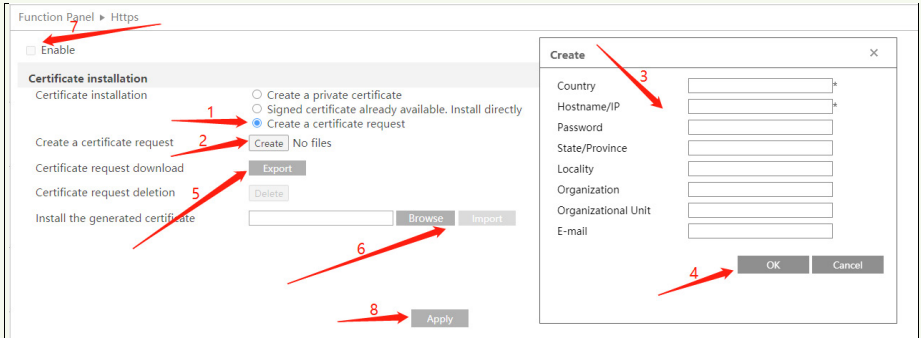 Function Panel ▶ Https
7
Enable
Certificate installation
Certificate installation
Create a private certificate
Signed certificate already available. Install directly
1
Create a certificate request
Create a certificate request
2
Create No files
Certificate request download
Export
5
Certificate request deletion
Delete
Install the generated certificate
Browse Import
6
8
Apply
Create ×
3
Country *
Hostname/IP *
Password
State/Province
Locality
Organization
Organizational Unit
E-mail
4
OK Cancel